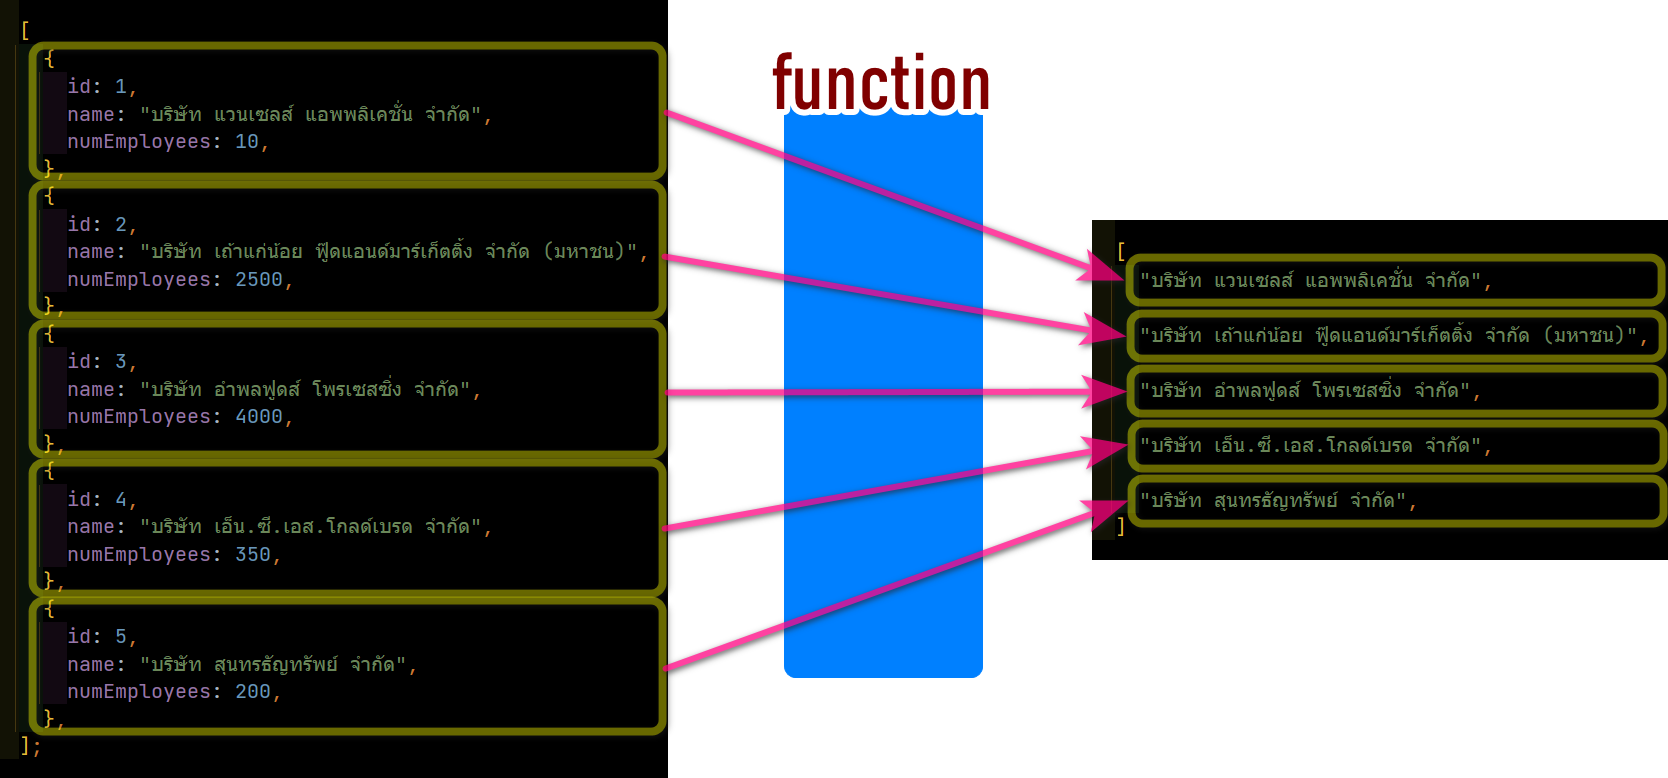 [
{
id: 1,
name: "บริษัท แวนเซลส์ แอพพลิเคชั่น จำกัด",
numEmployees: 10,
},
{
id: 2,
name: "บริษัท เถ้าแก่น้อย ฟู๊ดแอนด์มาร์เก็ตติ้ง จำกัด (มหาชน)",
numEmployees: 2500,
},
{
id: 3,
name: "บริษัท อำพลฟูดส์ โพรเซสซิ่ง จำกัด",
numEmployees: 4000,
},
{
id: 4,
name: "บริษัท เอ็น.ซี.เอส.โกลด์เบรด จำกัด",
numEmployees: 350,
},
{
id: 5,
name: "บริษัท สุนทรธัญทรัพย์ จำกัด",
numEmployees: 200,
},
];
function
[
"บริษัท แวนเซลส์ แอพพลิเคชั่น จำกัด",
"บริษัท เถ้าแก่น้อย ฟู๊ดแอนด์มาร์เก็ตติ้ง จำกัด (มหาชน)",
"บริษัท อำพลฟูดส์ โพรเซสซิ่ง จำกัด",
"บริษัท เอ็น.ซี.เอส.โกลด์เบรด จำกัด",
"บริษัท สุนทรธัญทรัพย์ จำกัด",
]